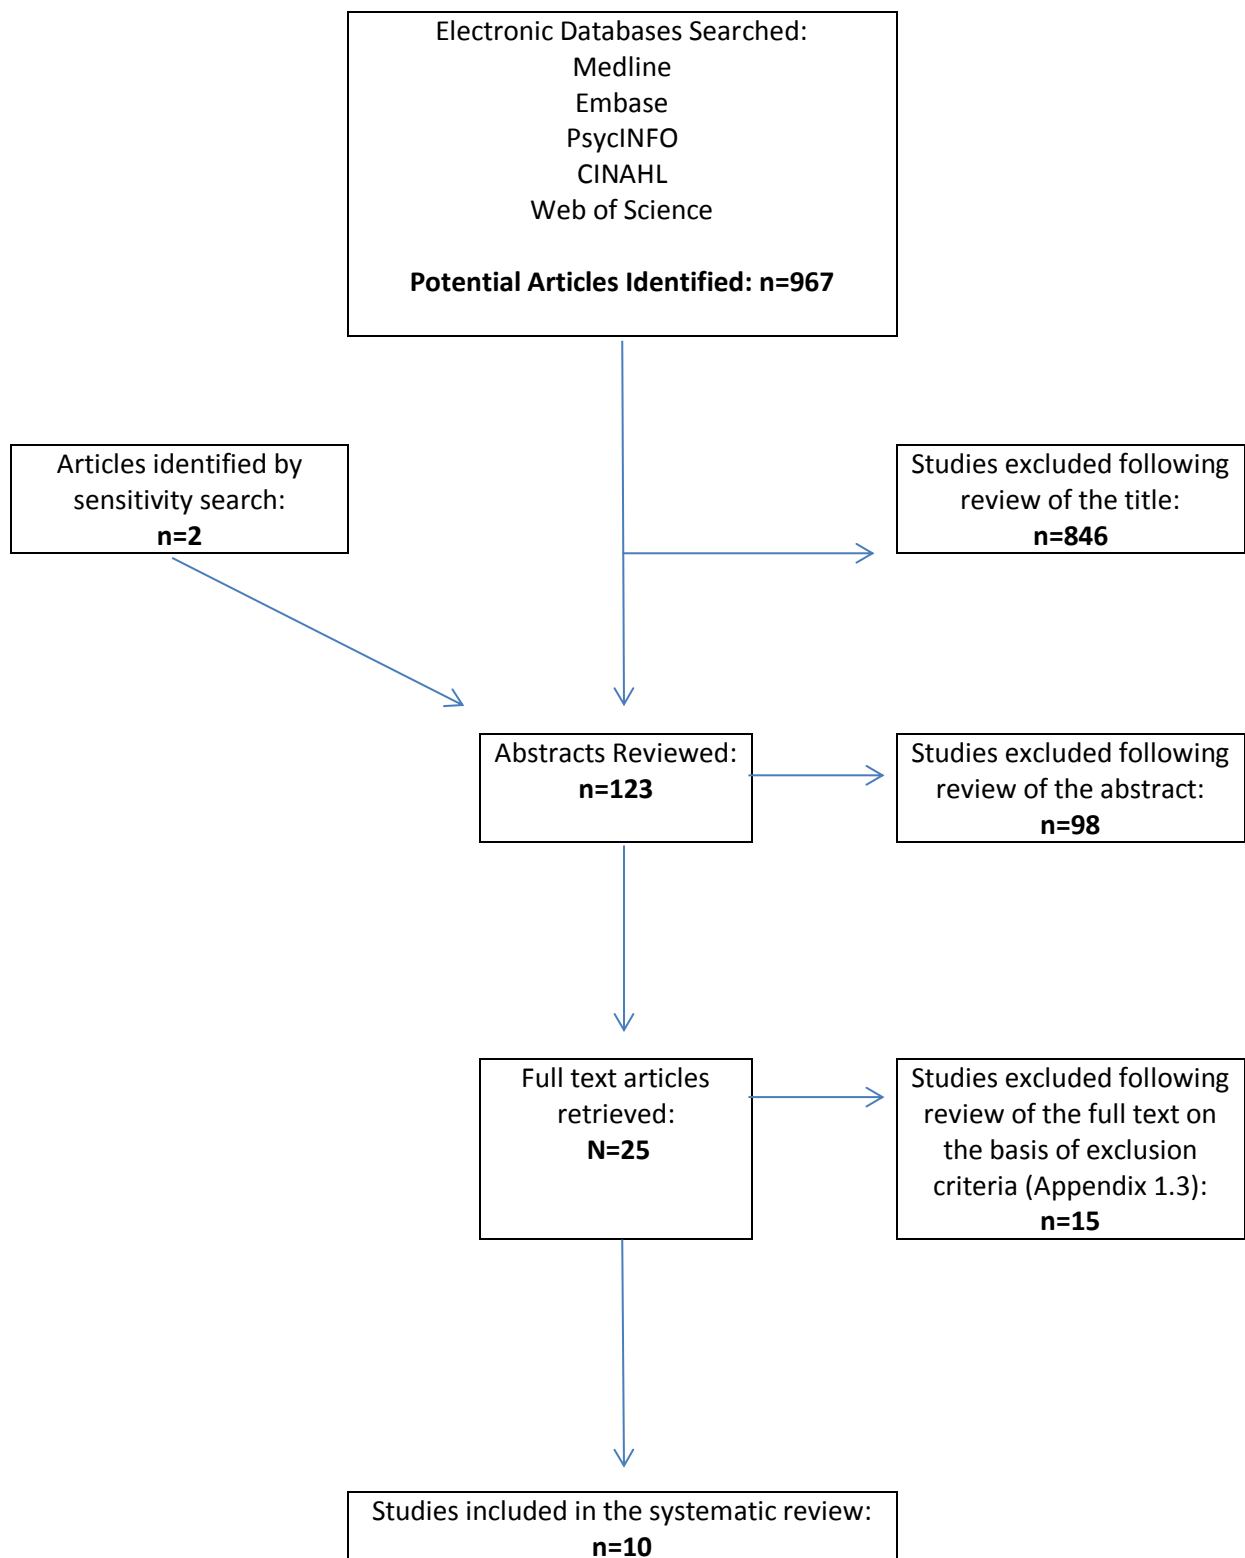 Electronic Databases Searched:
Medline
Embase
PsycINFO
CINAHL
Web of Science
Potential Articles Identified: n=967
Articles identified by
sensitivity search:
n=2
Studies excluded following
review of the title:
n=846
Abstracts Reviewed:
n=123
Studies excluded following
review of the abstract:
n=98
Full text articles
retrieved:
N=25
Studies excluded following
review of the full text on
the basis of exclusion
criteria (Appendix 1.3):
n=15
Studies included in the systematic review:
n=10